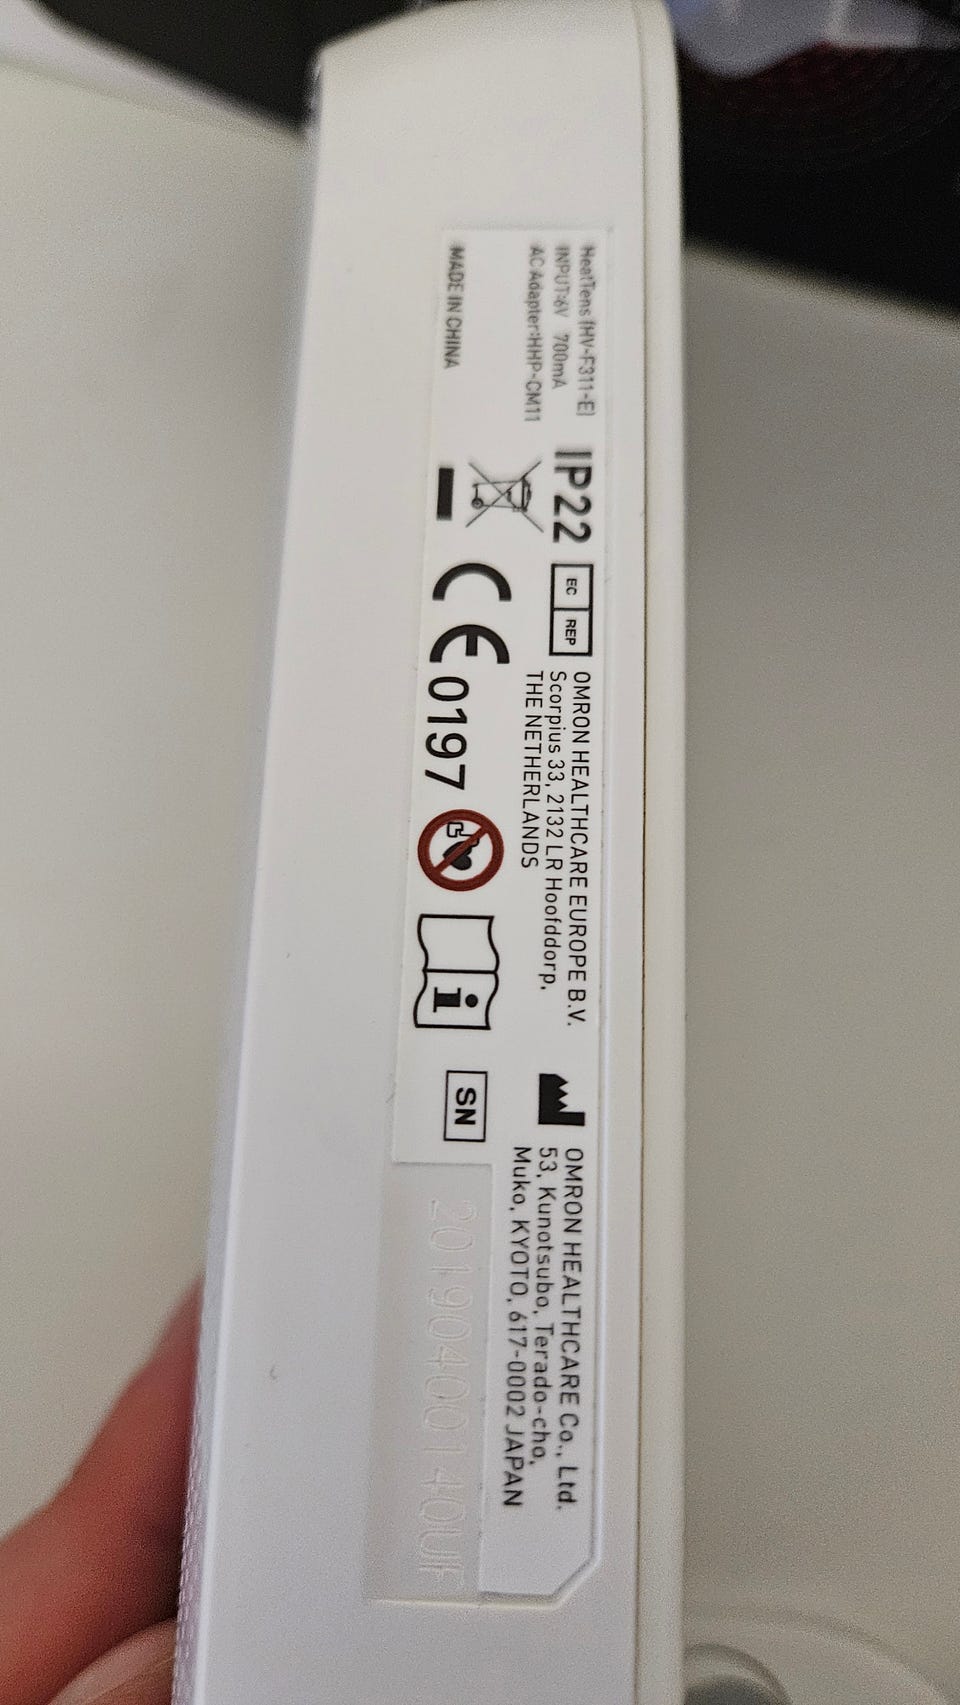 HeatTens (HV-F311-E)
INPUT:6V 700mA
AC Adapter:HHP-CM11
MADE IN CHINA
IP22
EC REP
OMRON HEALTHCARE EUROPE B.V.
Scorpius 33, 2132 LR Hoofddorp,
THE NETHERLANDS
CE 0197
i
OMRON HEALTHCARE Co., Ltd.
53, Kunotsubo, Terado-cho,
Muko, KYOTO, 617-0002 JAPAN
SN